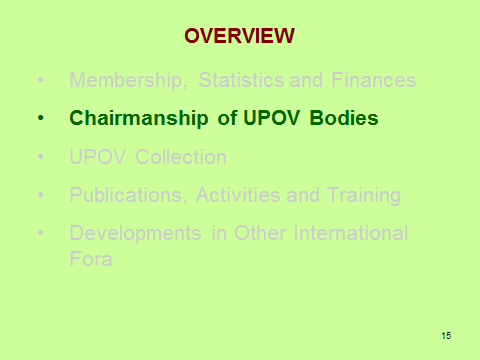 OVERVIEW
• Membership, Statistics and Finances
• Chairmanship of UPOV Bodies
• UPOV Collection
• Publications, Activities and Training
• Developments in Other International
Fora
15